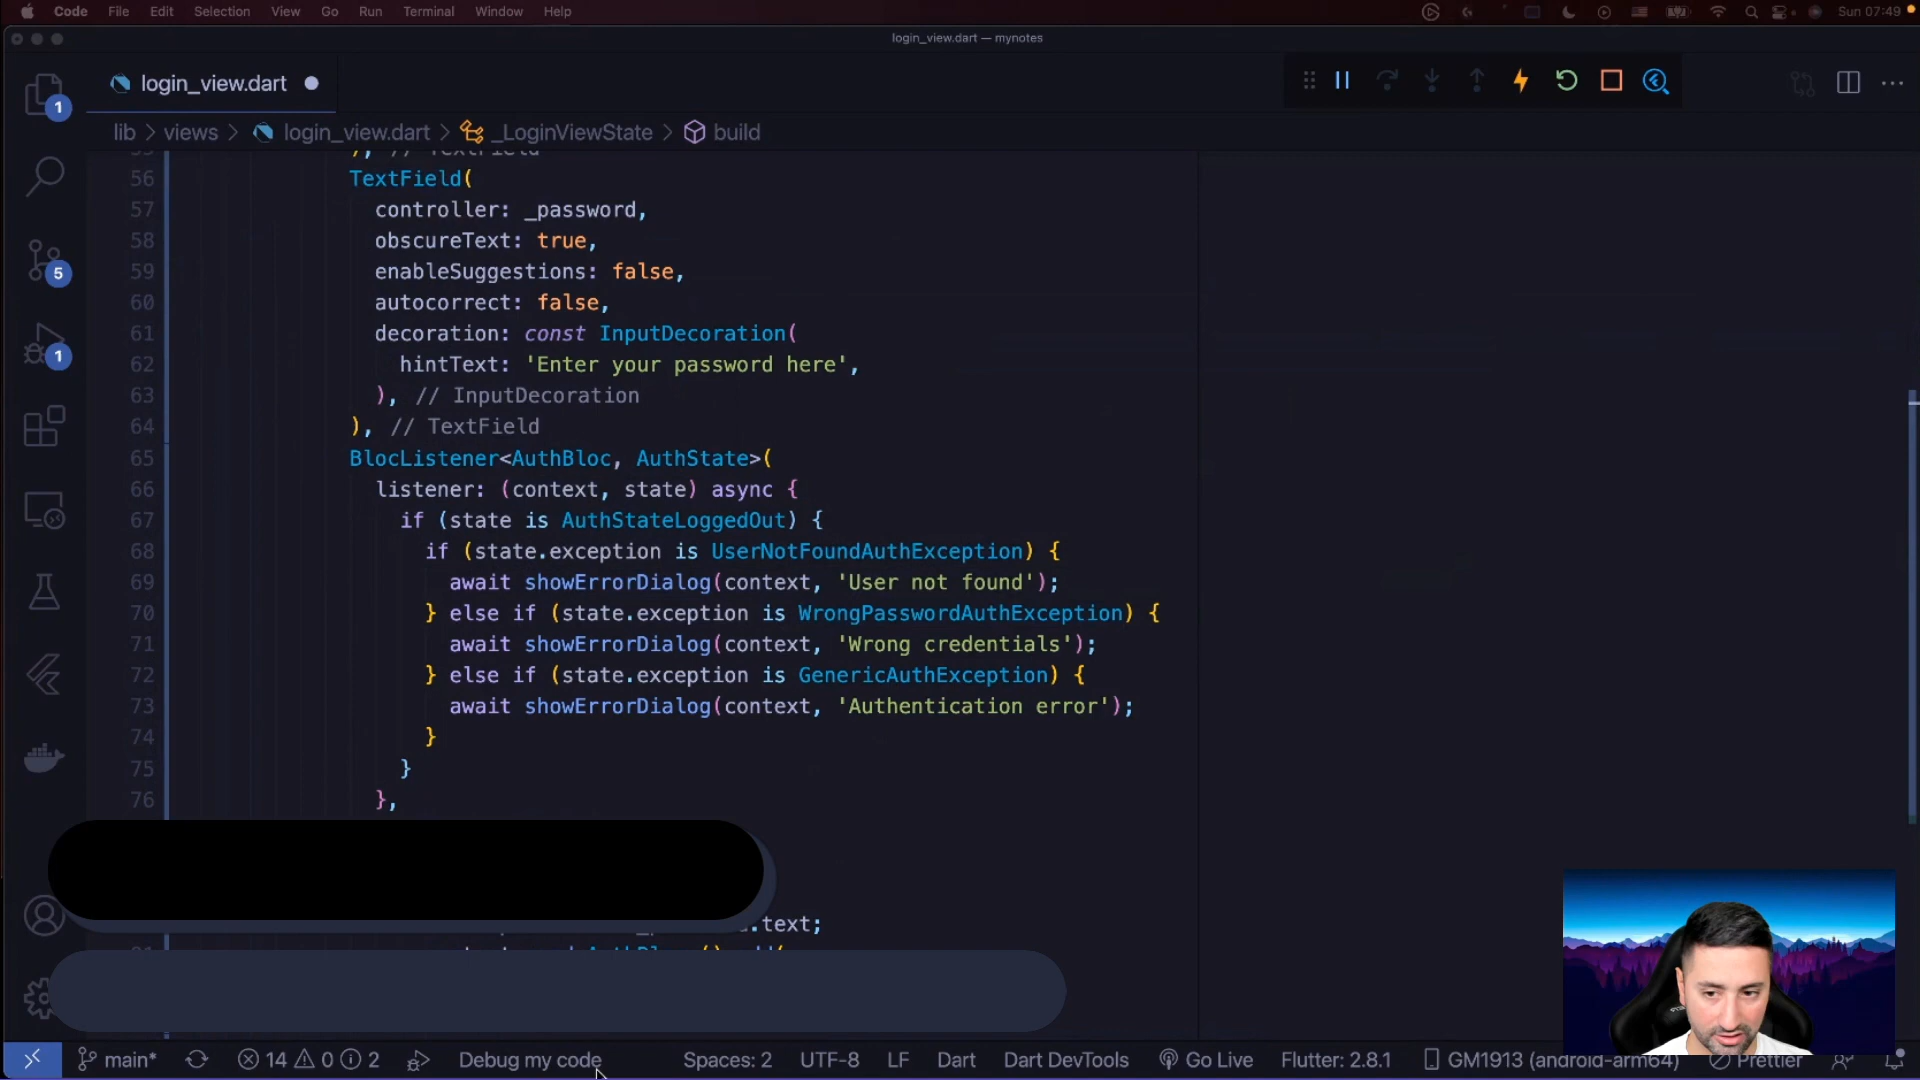 Code File Edit Selection View Go Run Terminal Window Help Sun 07:49
login_view.dart — mynotes
login_view.dart
lib > views > login_view.dart > _LoginViewState > build
), // TextField
56 TextField(
57 controller: _password,
58 obscureText: true,
59 enableSuggestions: false,
60 autocorrect: false,
61 decoration: const InputDecoration(
62 hintText: 'Enter your password here',
63 ), // InputDecoration
64 ), // TextField
65 BlocListener<AuthBloc, AuthState>(
66 listener: (context, state) async {
67 if (state is AuthStateLoggedOut) {
68 if (state.exception is UserNotFoundAuthException) {
69 await showErrorDialog(context, 'User not found');
70 } else if (state.exception is WrongPasswordAuthException) {
71 await showErrorDialog(context, 'Wrong credentials');
72 } else if (state.exception is GenericAuthException) {
73 await showErrorDialog(context, 'Authentication error');
74 }
75 }
76 },
.text;
1
5
1
main* 14 0 2 Debug my code Spaces: 2 UTF-8 LF Dart Dart DevTools Go Live Flutter: 2.8.1 GM1913 (android-arm64) Prettier